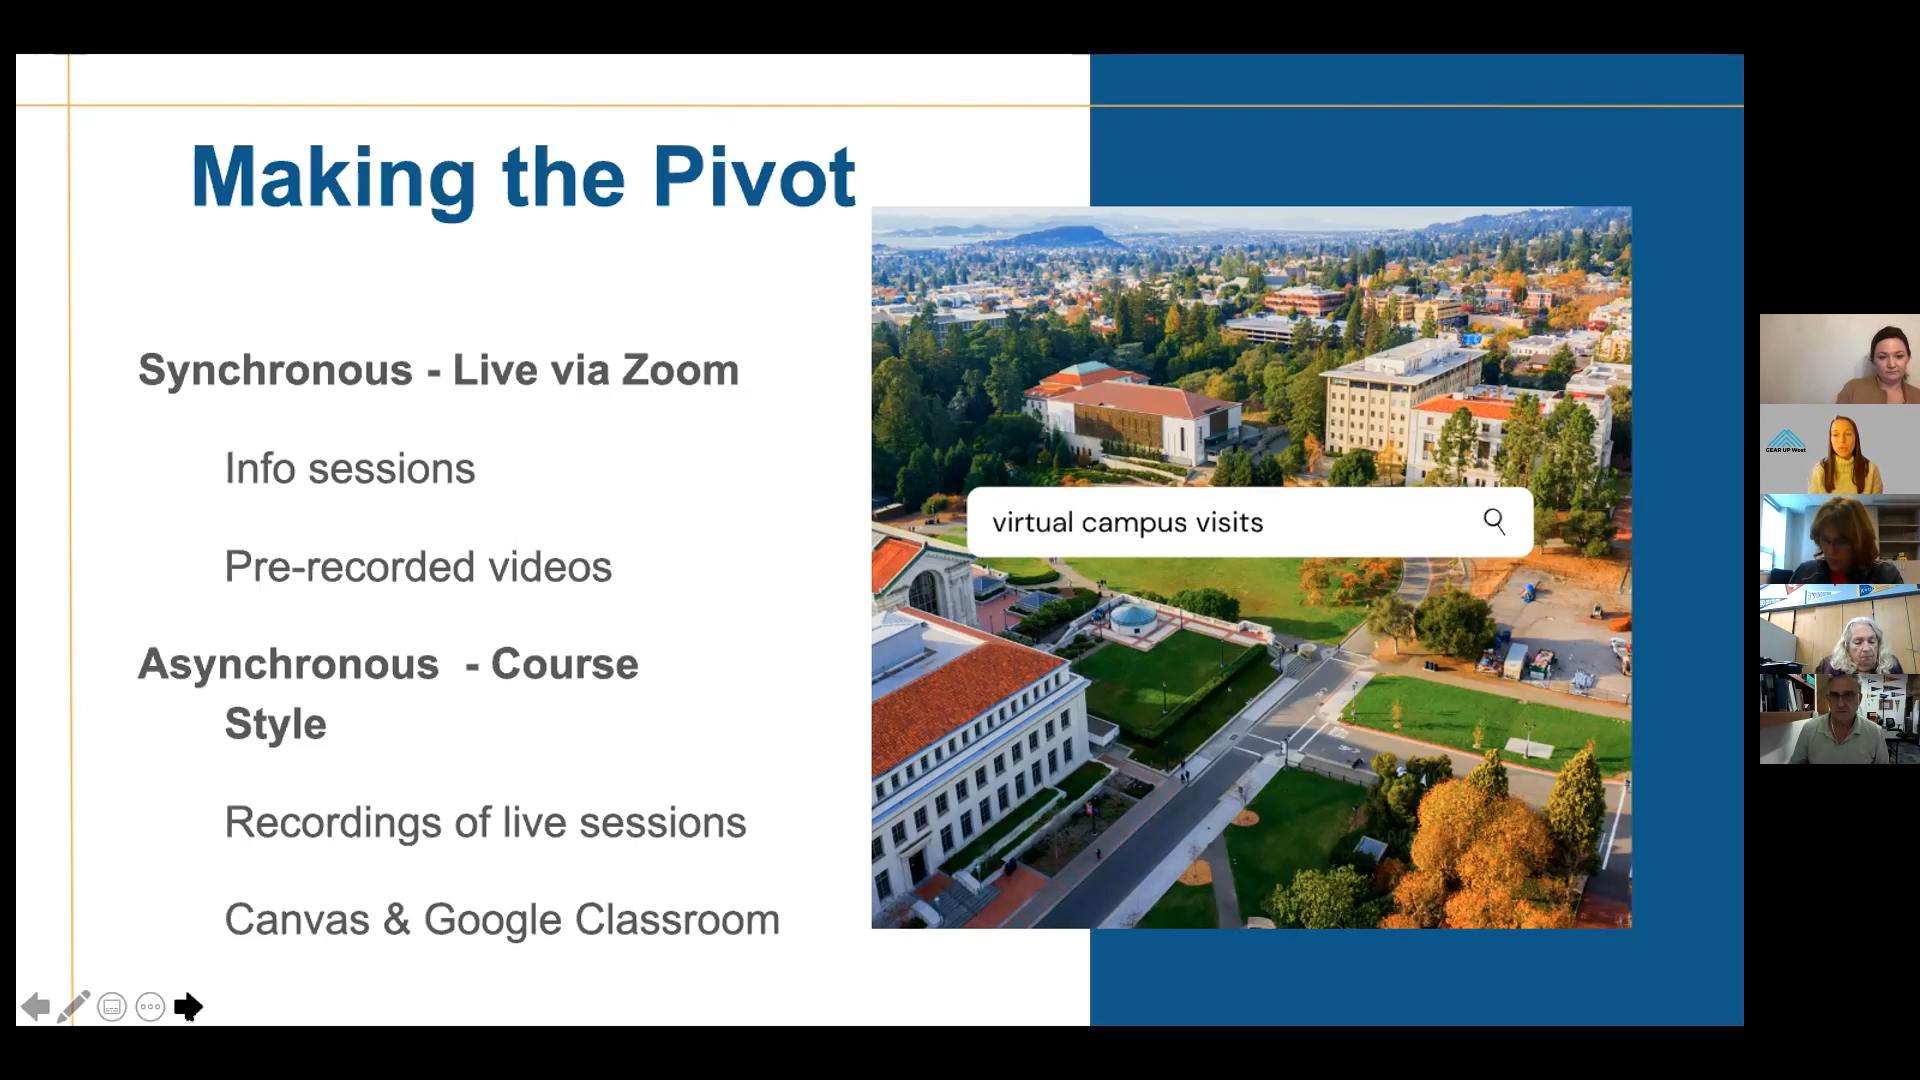 Making the Pivot
Synchronous - Live via Zoom
Info sessions
Pre-recorded videos
Asynchronous - Course
Style
Recordings of live sessions
Canvas & Google Classroom
virtual campus visits
GEAR UP West